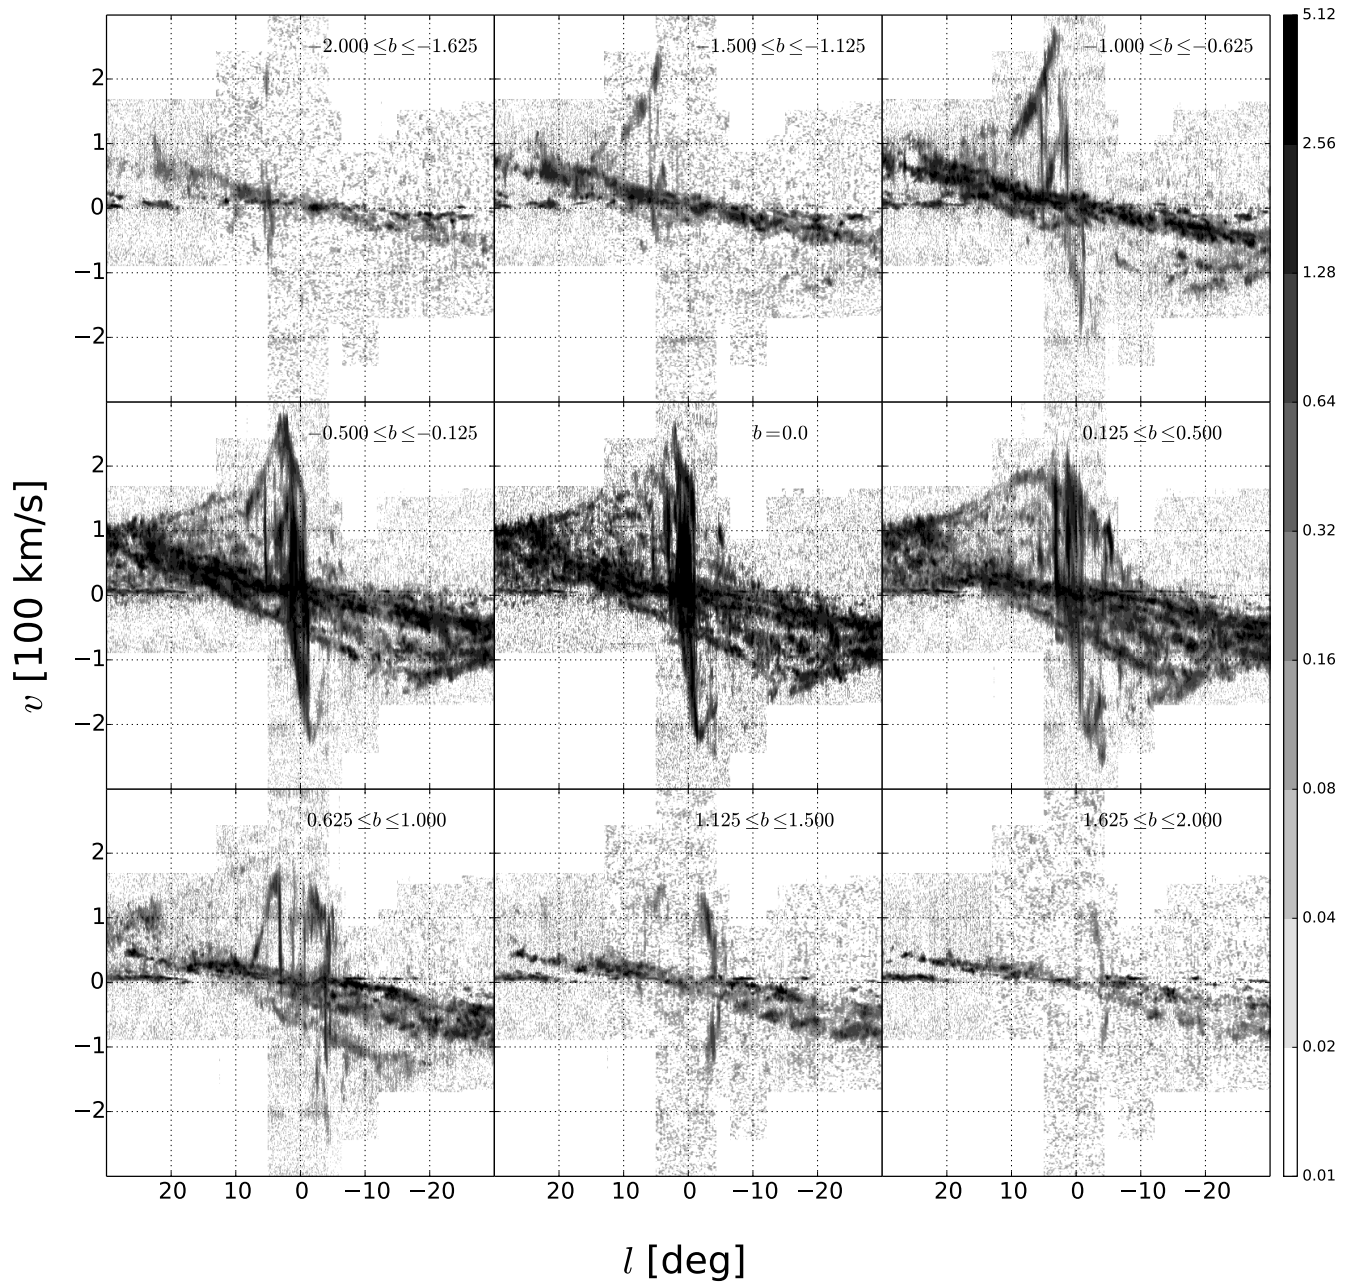 −2.000 ≤b ≤−1.625
−1.500 ≤b ≤−1.125
−1.000 ≤b ≤−0.625
5.12
2.56
1.28
0.64
0.32
0.16
0.08
0.04
0.02
0.01
2
1
0
−1
−2
−0.500 ≤b ≤−0.125
b =0.0
0.125 ≤b ≤0.500
2
1
0
−1
−2
0.625 ≤b ≤1.000
1.125 ≤b ≤1.500
1.625 ≤b ≤2.000
2
1
0
−1
−2
v [100 km/s]
20 10 0 −10 −20 20 10 0 −10 −20 20 10 0 −10 −20
l [deg]